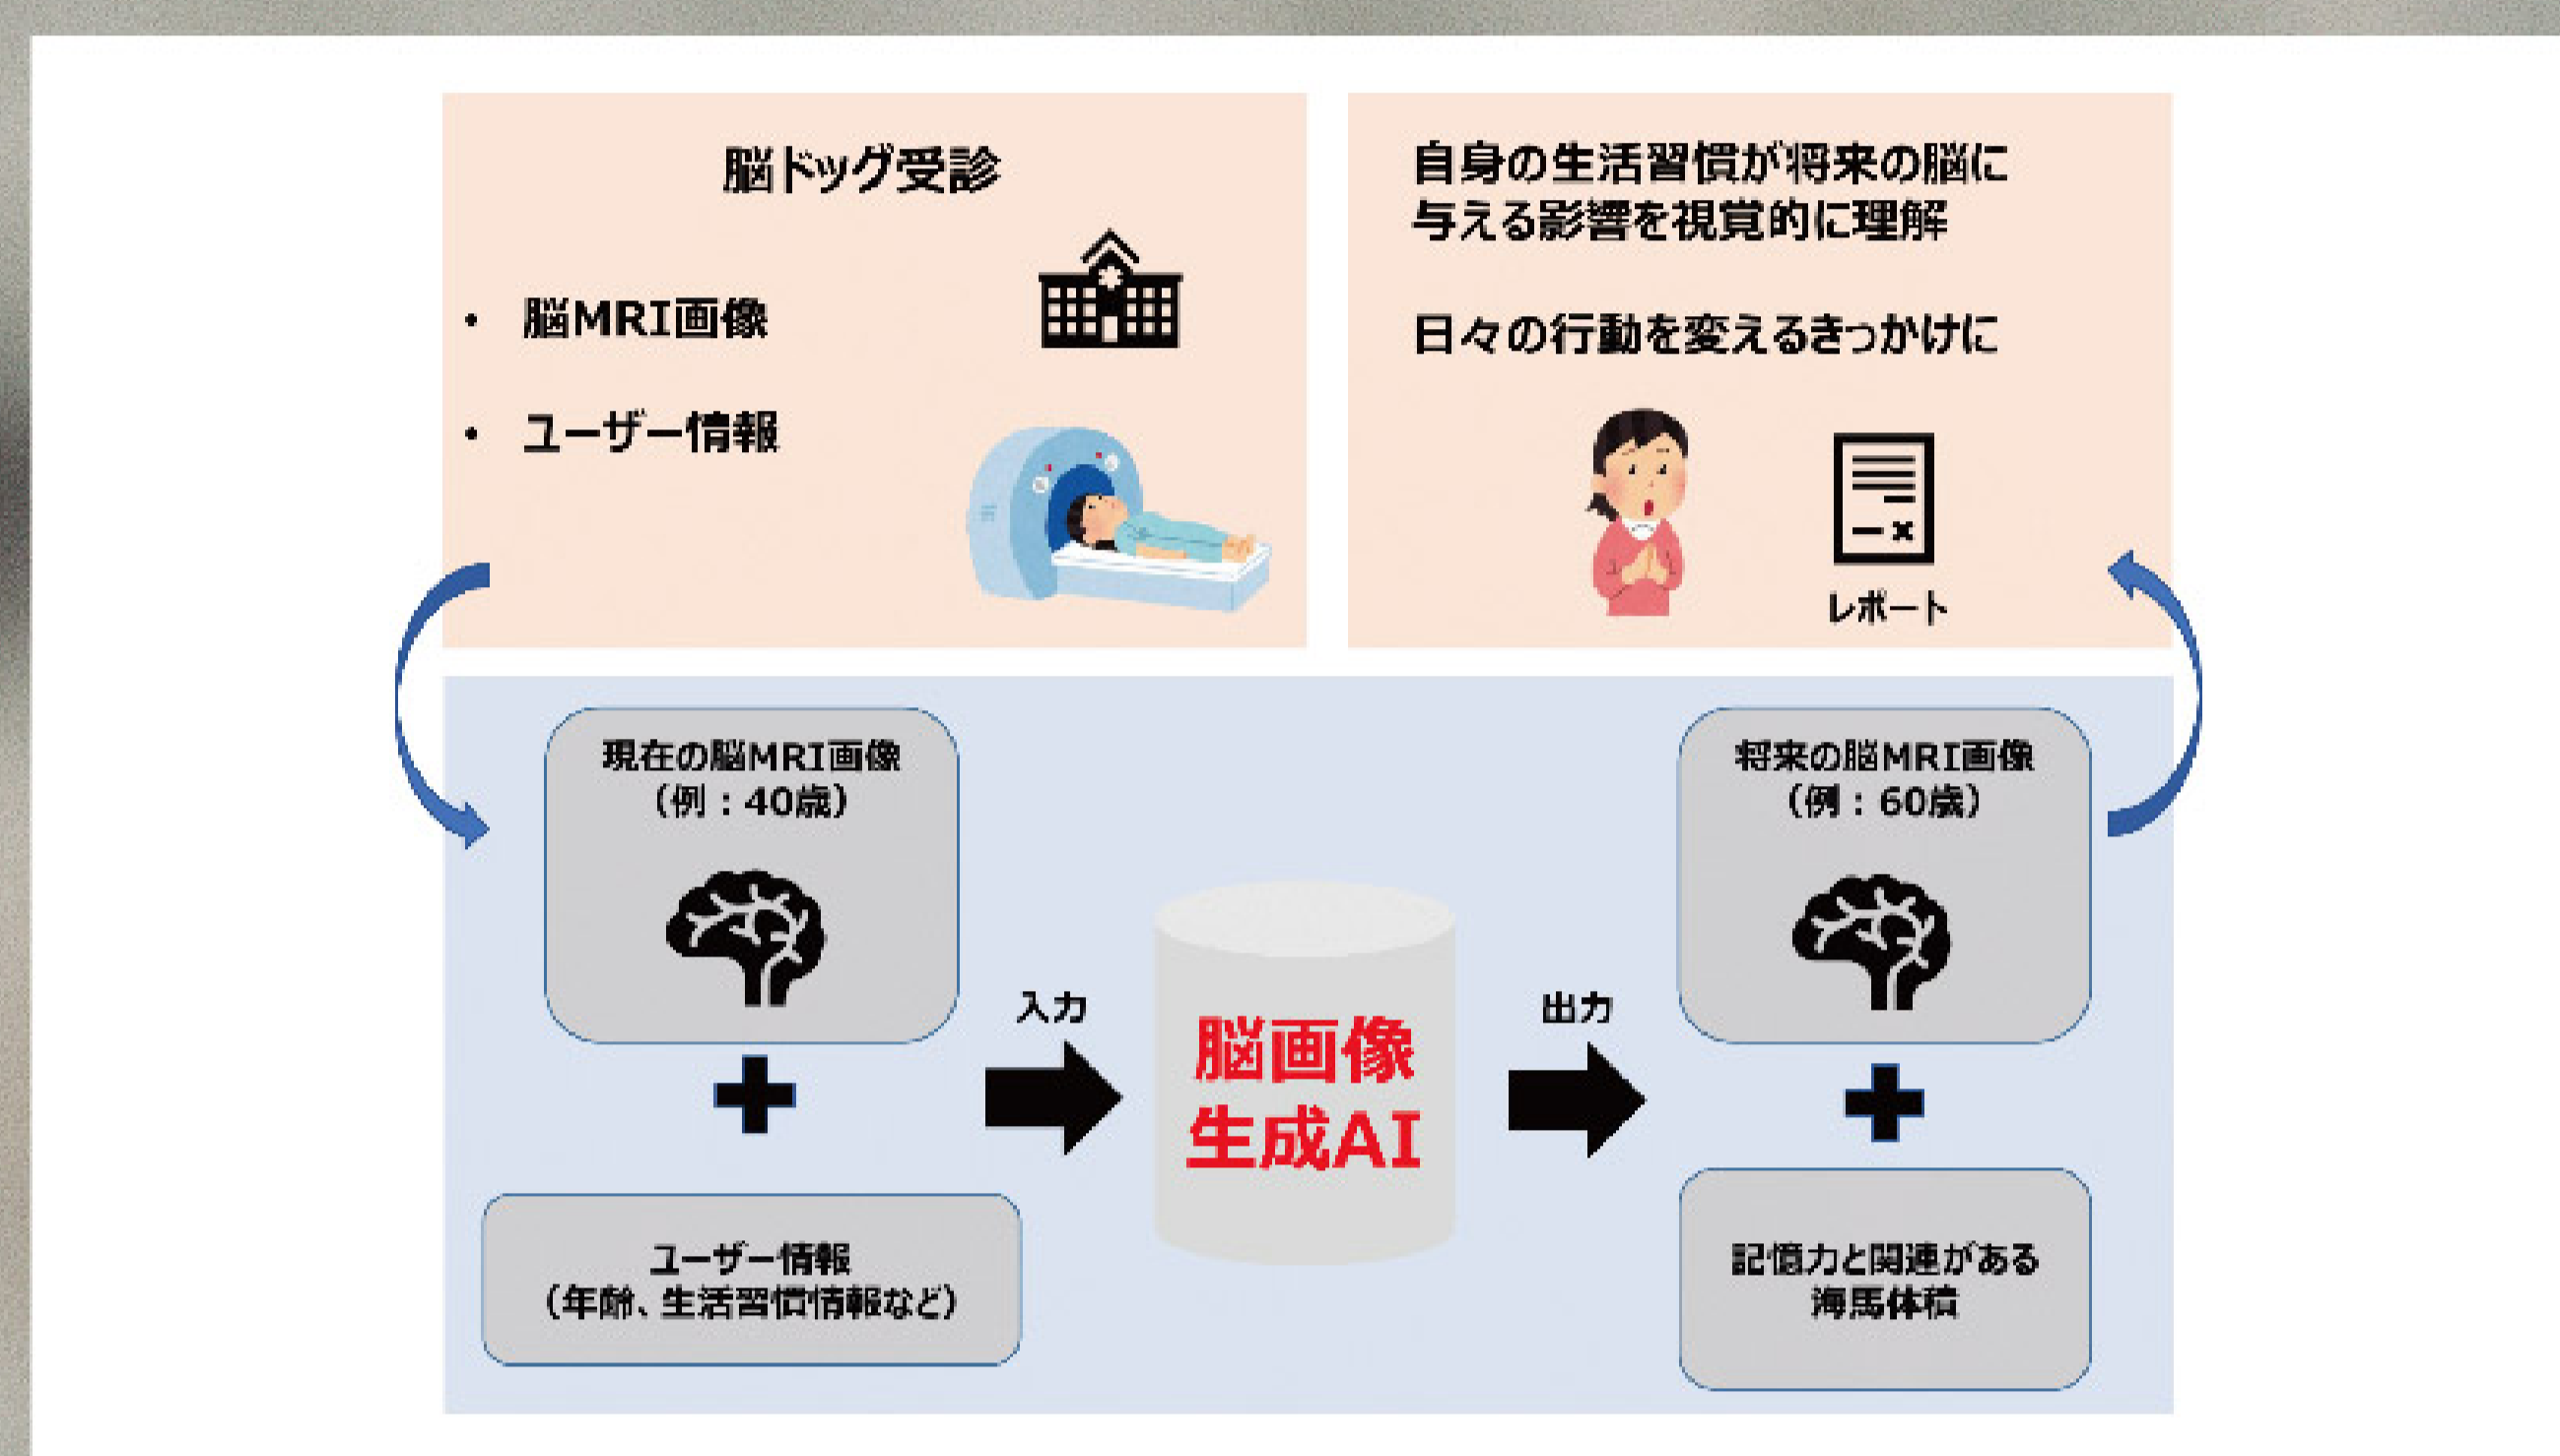 脳ドッグ受診
• 脳MRI画像
• ユーザー情報
自身の生活習慣が将来の脳に
与える影響を視覚的に理解
日々の行動を変えるきっかけに
レポート
現在の脳MRI画像
（例：40歳）
ユーザー情報
（年齢、生活習慣情報など）
入力
脳画像
生成AI
出力
将来の脳MRI画像
（例：60歳）
記憶力と関連がある
海馬体積